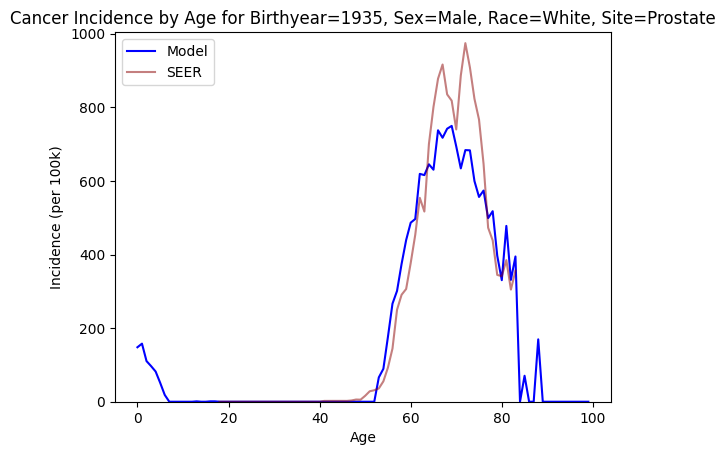 Cancer Incidence by Age for Birthyear=1935, Sex=Male, Race=White, Site=Prostate
Model
SEER
1000
800
600
400
200
0
Incidence (per 100k)
0 20 40 60 80 100
Age